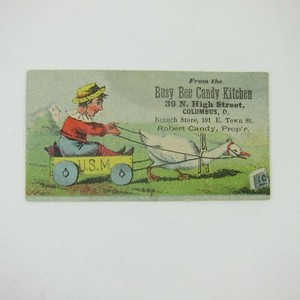 From the
Busy Bee Candy Kitchen
39 N. High Street,
COLUMBUS, O.
Branch Store, 101 E. Town St.
Robert Candy, Prop'r.
U.S.M